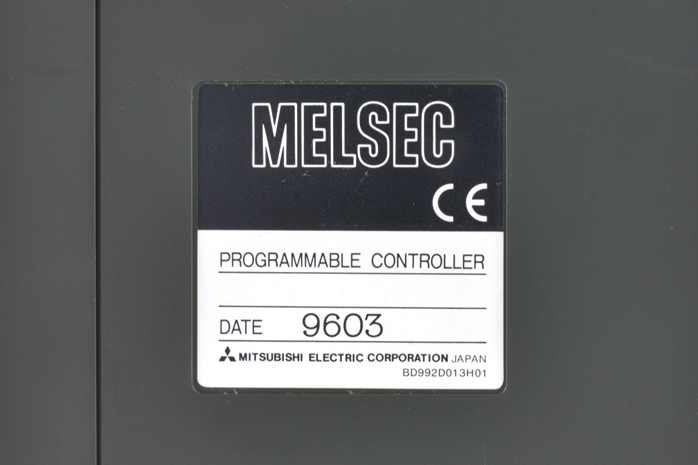 MELSEC
CE
PROGRAMMABLE CONTROLLER
DATE 9603
MITSUBISHI ELECTRIC CORPORATION JAPAN
BD992D013H01